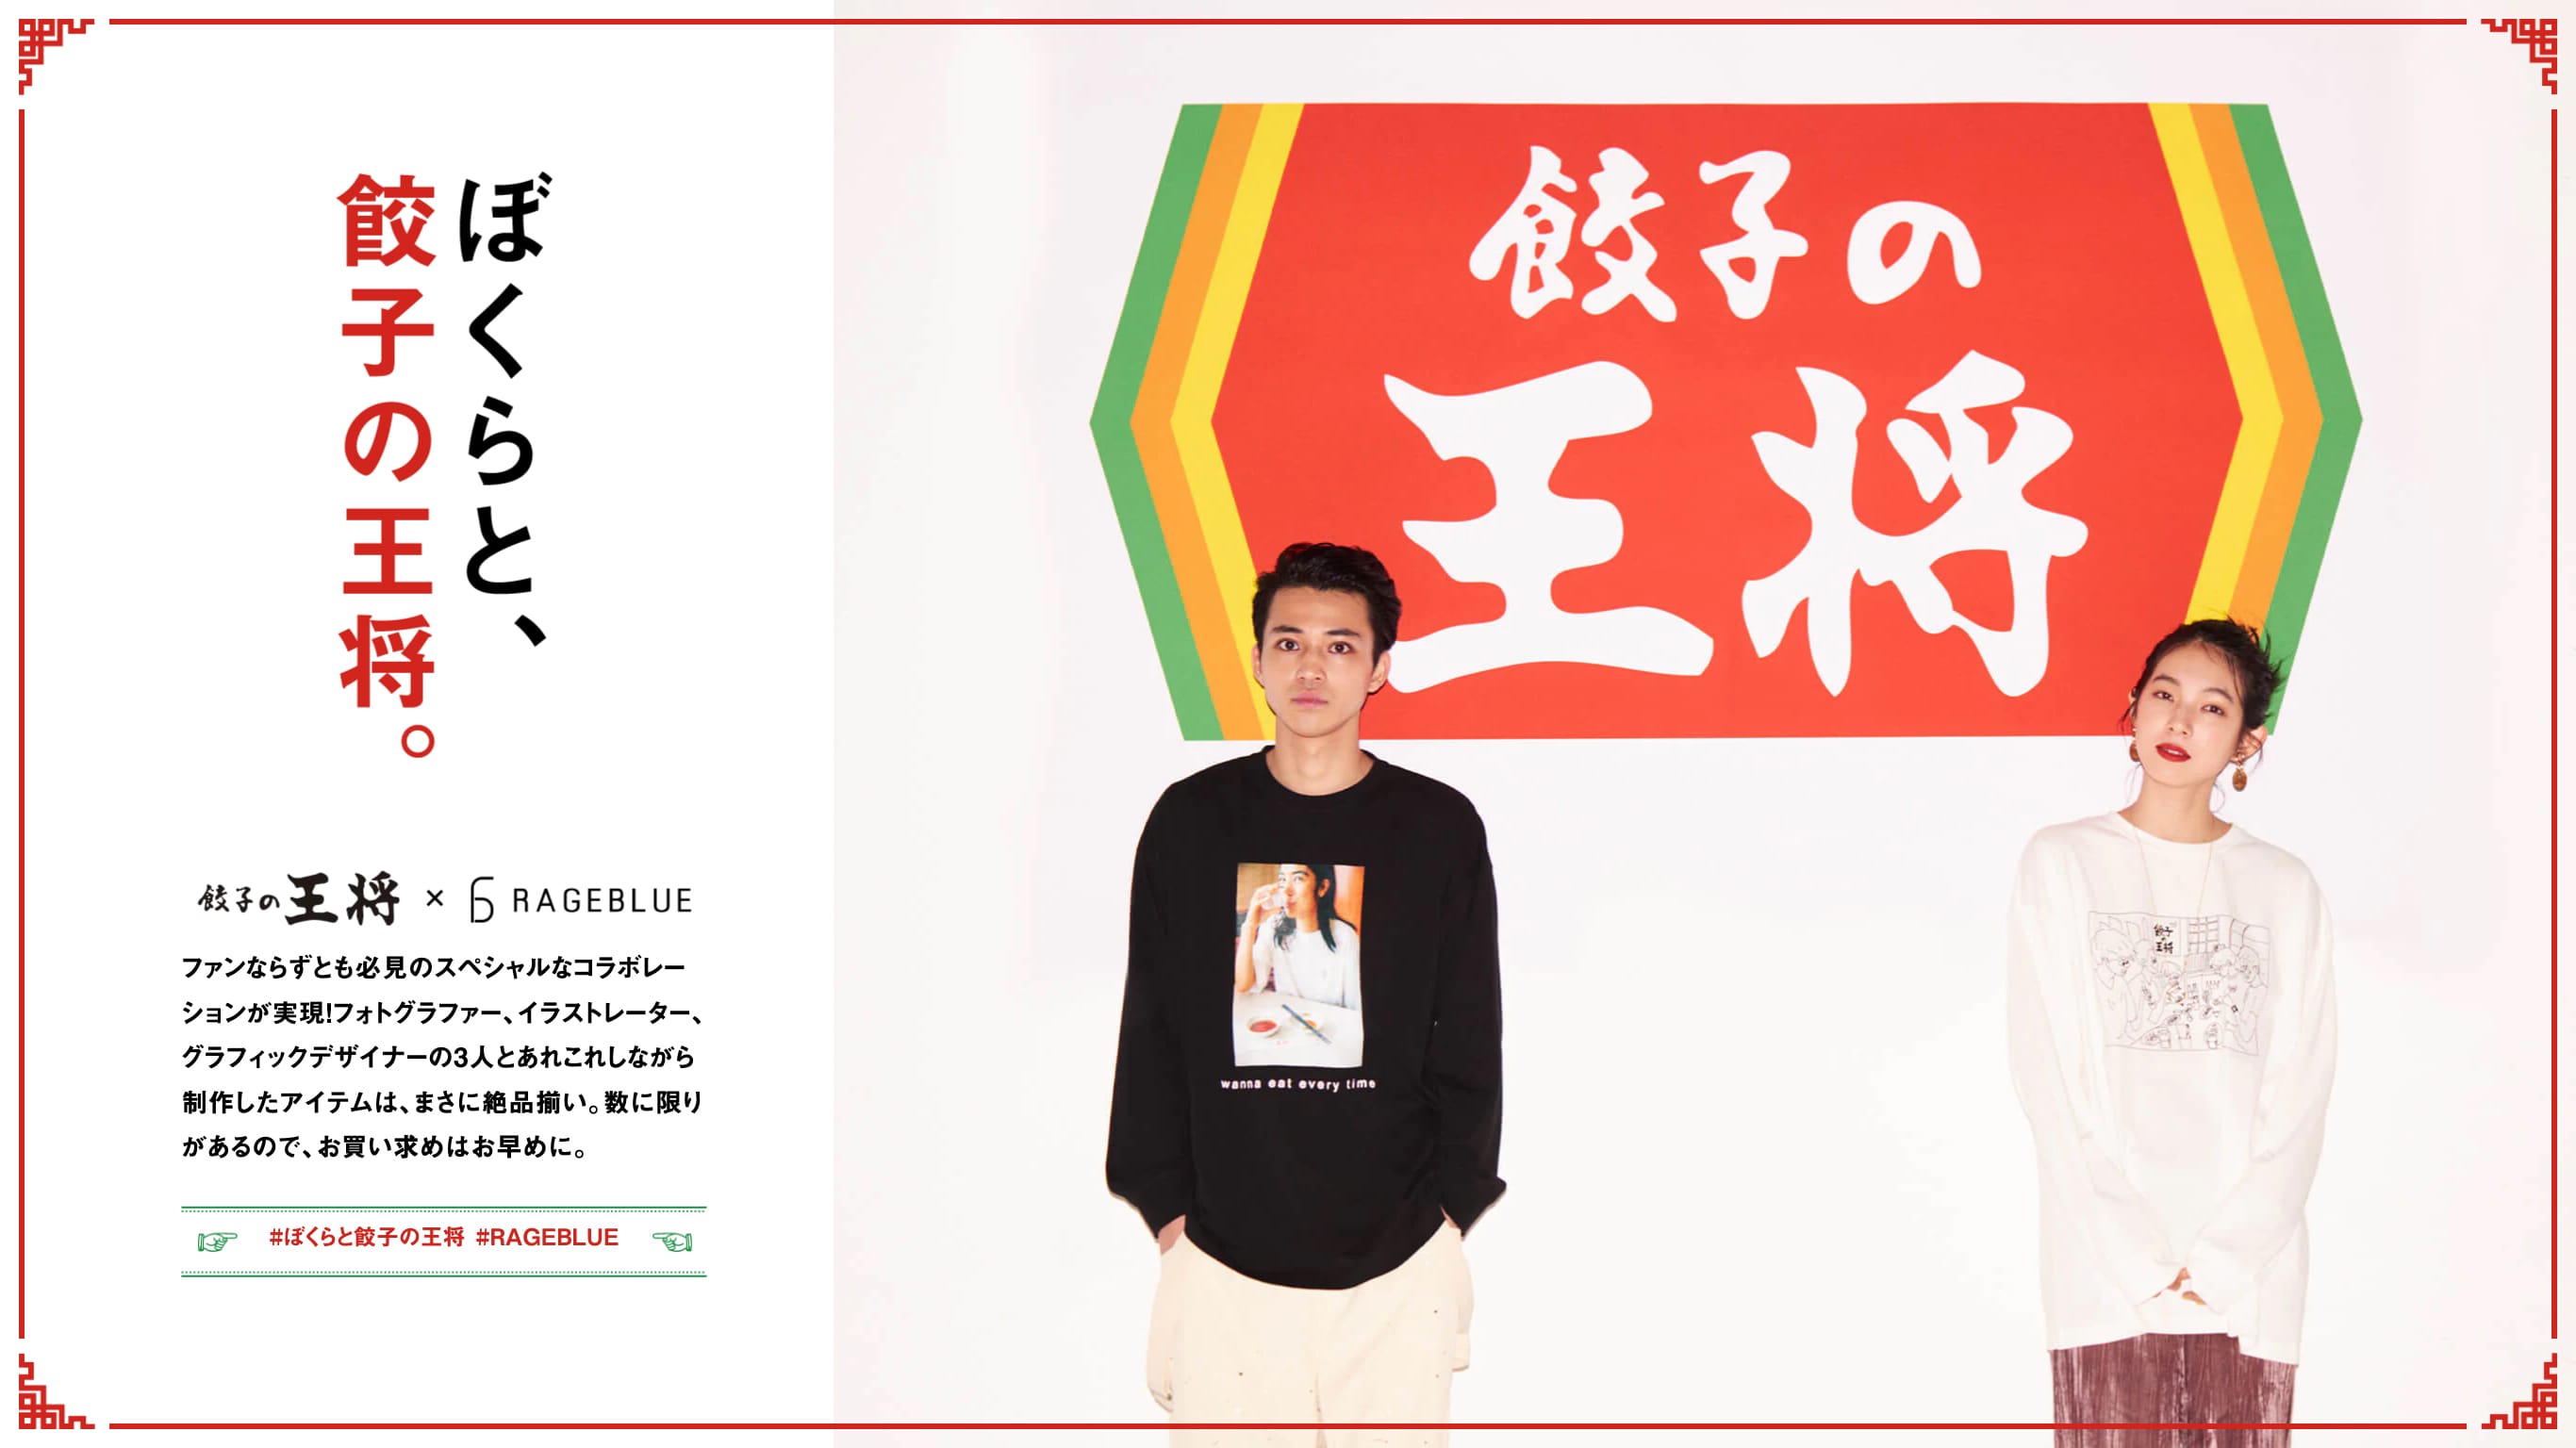 ぼくらと、
餃子の王将。
餃子の王将 × RAGEBLUE
ファンならずとも必見のスペシャルなコラボレー
ションが実現!フォトグラファー、イラストレーター、
グラフィックデザイナーの3人とあれこれしながら
制作したアイテムは、まさに絶品揃い。数に限り
があるので、お買い求めはお早めに。
#ぼくらと餃子の王将 #RAGEBLUE
餃子の
王将
wanna eat every time
餃子
の
王将